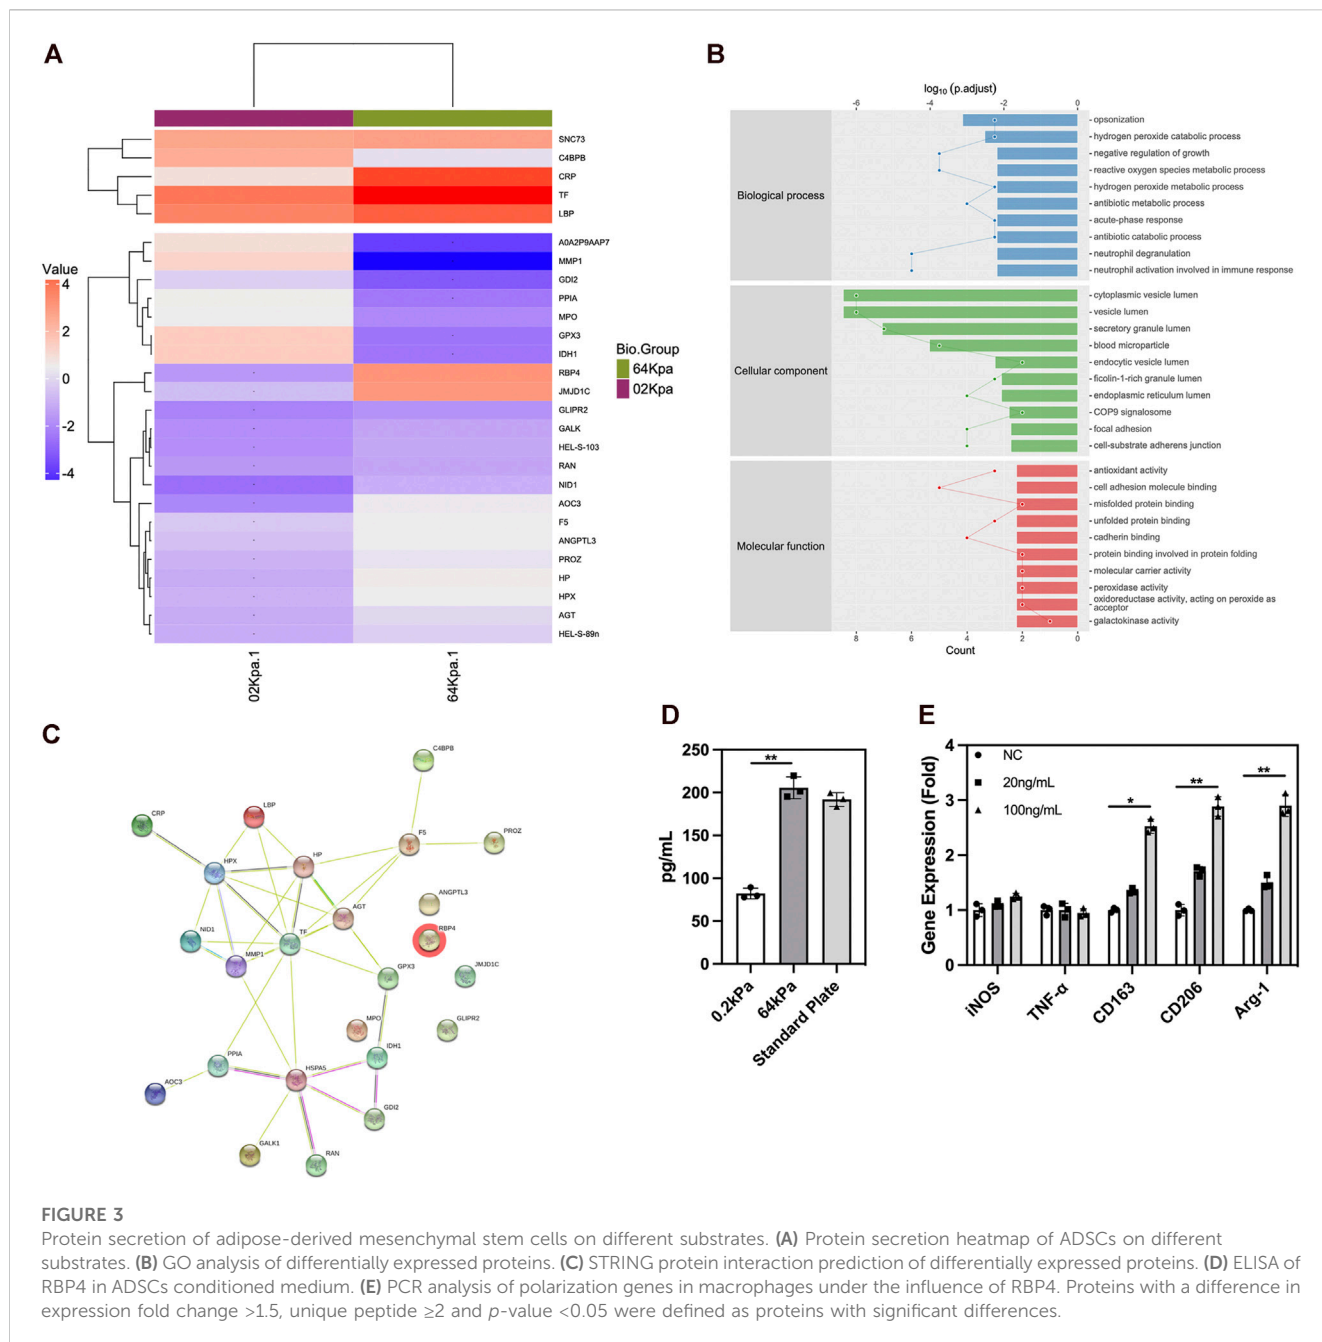 A
SNC73
C4BPB
CRP
TF
LBP
A0A2P9AAP7
MMP1
GDI2
PPIA
MPO
GPX3
IDH1
RBP4
JMJD1C
GLIPR2
GALK
HEL-S-103
RAN
NID1
AOC3
F5
ANGPTL3
PROZ
HP
HPX
AGT
HEL-S-89n
Value
4
2
0
-2
-4
Bio.Group
64Kpa
02Kpa
02Kpa.1
64Kpa.1
B
log10 (p.adjust)
-6 -4 -2 0
Biological process
opsonization
hydrogen peroxide catabolic process
negative regulation of growth
reactive oxygen species metabolic process
hydrogen peroxide metabolic process
antibiotic metabolic process
acute-phase response
antibiotic catabolic process
neutrophil degranulation
neutrophil activation involved in immune response
Cellular component
cytoplasmic vesicle lumen
vesicle lumen
secretory granule lumen
blood microparticle
endocytic vesicle lumen
ficolin-1-rich granule lumen
endoplasmic reticulum lumen
COP9 signalosome
focal adhesion
cell-substrate adherens junction
Molecular function
antioxidant activity
cell adhesion molecule binding
misfolded protein binding
unfolded protein binding
cadherin binding
protein binding involved in protein folding
molecular carrier activity
peroxidase activity
oxidoreductase activity, acting on peroxide as
acceptor
galactokinase activity
8 6 4 2 0
Count
C
C4BPB
CRP
LBP
F5
PROZ
HPX
HP
ANGPTL3
AGT
RBP4
NID1
TF
MMP1
GPX3
JMJD1C
MPO
GLIPR2
IDH1
PPIA
HSPA5
AOC3
GDI2
GALK1
RAN
D
pg/mL
250
200
150
100
50
0
**
0.2kPa
64kPa
Standard Plate
E
Gene Expression (Fold)
4
3
2
1
0
NC
20ng/mL
100ng/mL
* ** **
iNOS
TNF-α
CD163
CD206
Arg-1
FIGURE 3
Protein secretion of adipose-derived mesenchymal stem cells on different substrates. (A) Protein secretion heatmap of ADSCs on different
substrates. (B) GO analysis of differentially expressed proteins. (C) STRING protein interaction prediction of differentially expressed proteins. (D) ELISA of
RBP4 in ADSCs conditioned medium. (E) PCR analysis of polarization genes in macrophages under the influence of RBP4. Proteins with a difference in
expression fold change >1.5, unique peptide ≥2 and p-value <0.05 were defined as proteins with significant differences.